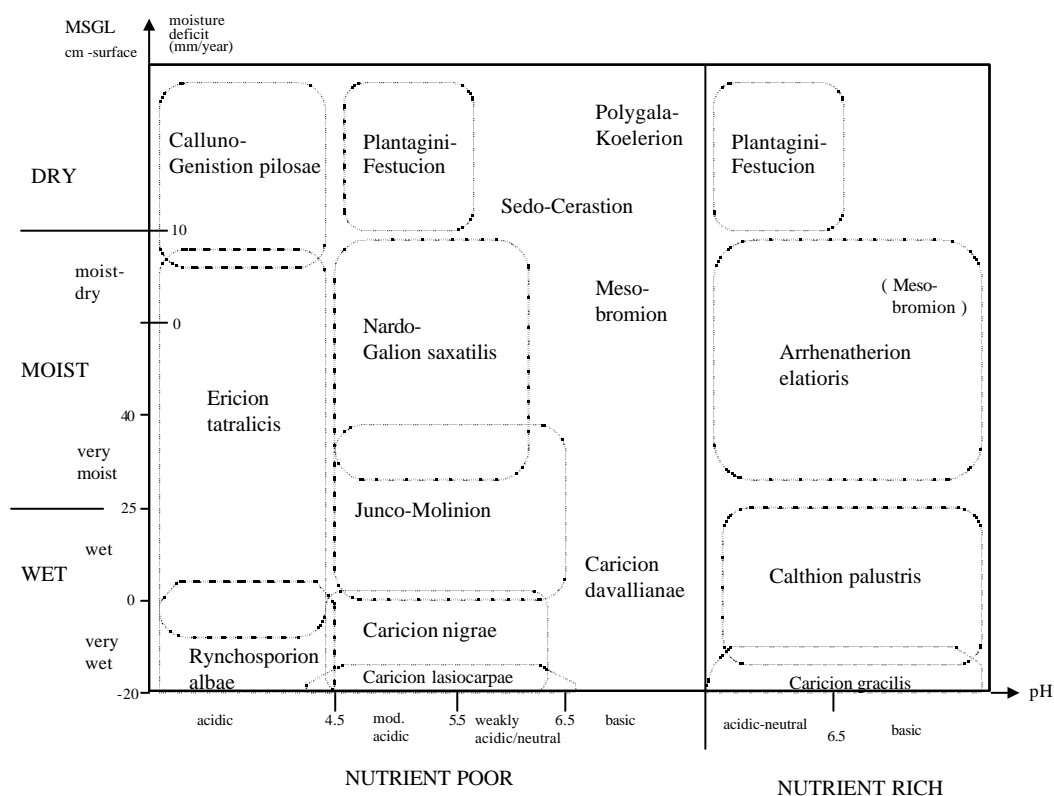 MSGL
cm -surface
moisture
deficit
(mm/year)
Calluno-
Genistion pilosae
Plantagini-
Festucion
Polygala-
Koelerion
Plantagini-
Festucion
DRY
Sedo-Cerastion
10
moist-
dry
Meso-
bromion
( Meso-
bromion )
0
Nardo-
Galion saxatilis
MOIST
Arrhenatherion
elatioris
Ericion
tatralicis
40
very
moist
25
Junco-Molinion
wet
WET
Caricion
davallianae
Calthion palustris
0
very
wet
Caricion nigrae
Rynchosporion
albae
Caricion lasiocarpae
Caricion gracilis
-20
pH
acidic
4.5
mod.
acidic
5.5
weakly
acidic/neutral
6.5
basic
acidic-neutral
6.5
basic
NUTRIENT POOR
NUTRIENT RICH